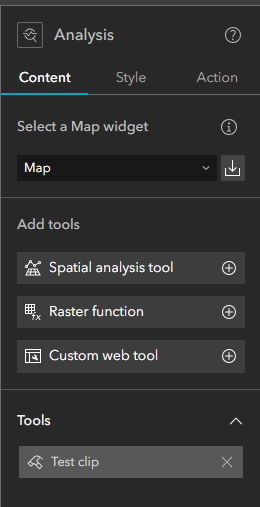 Analysis
Content Style Action
Select a Map widget
Map
Add tools
Spatial analysis tool
Raster function
Custom web tool
Tools
Test clip